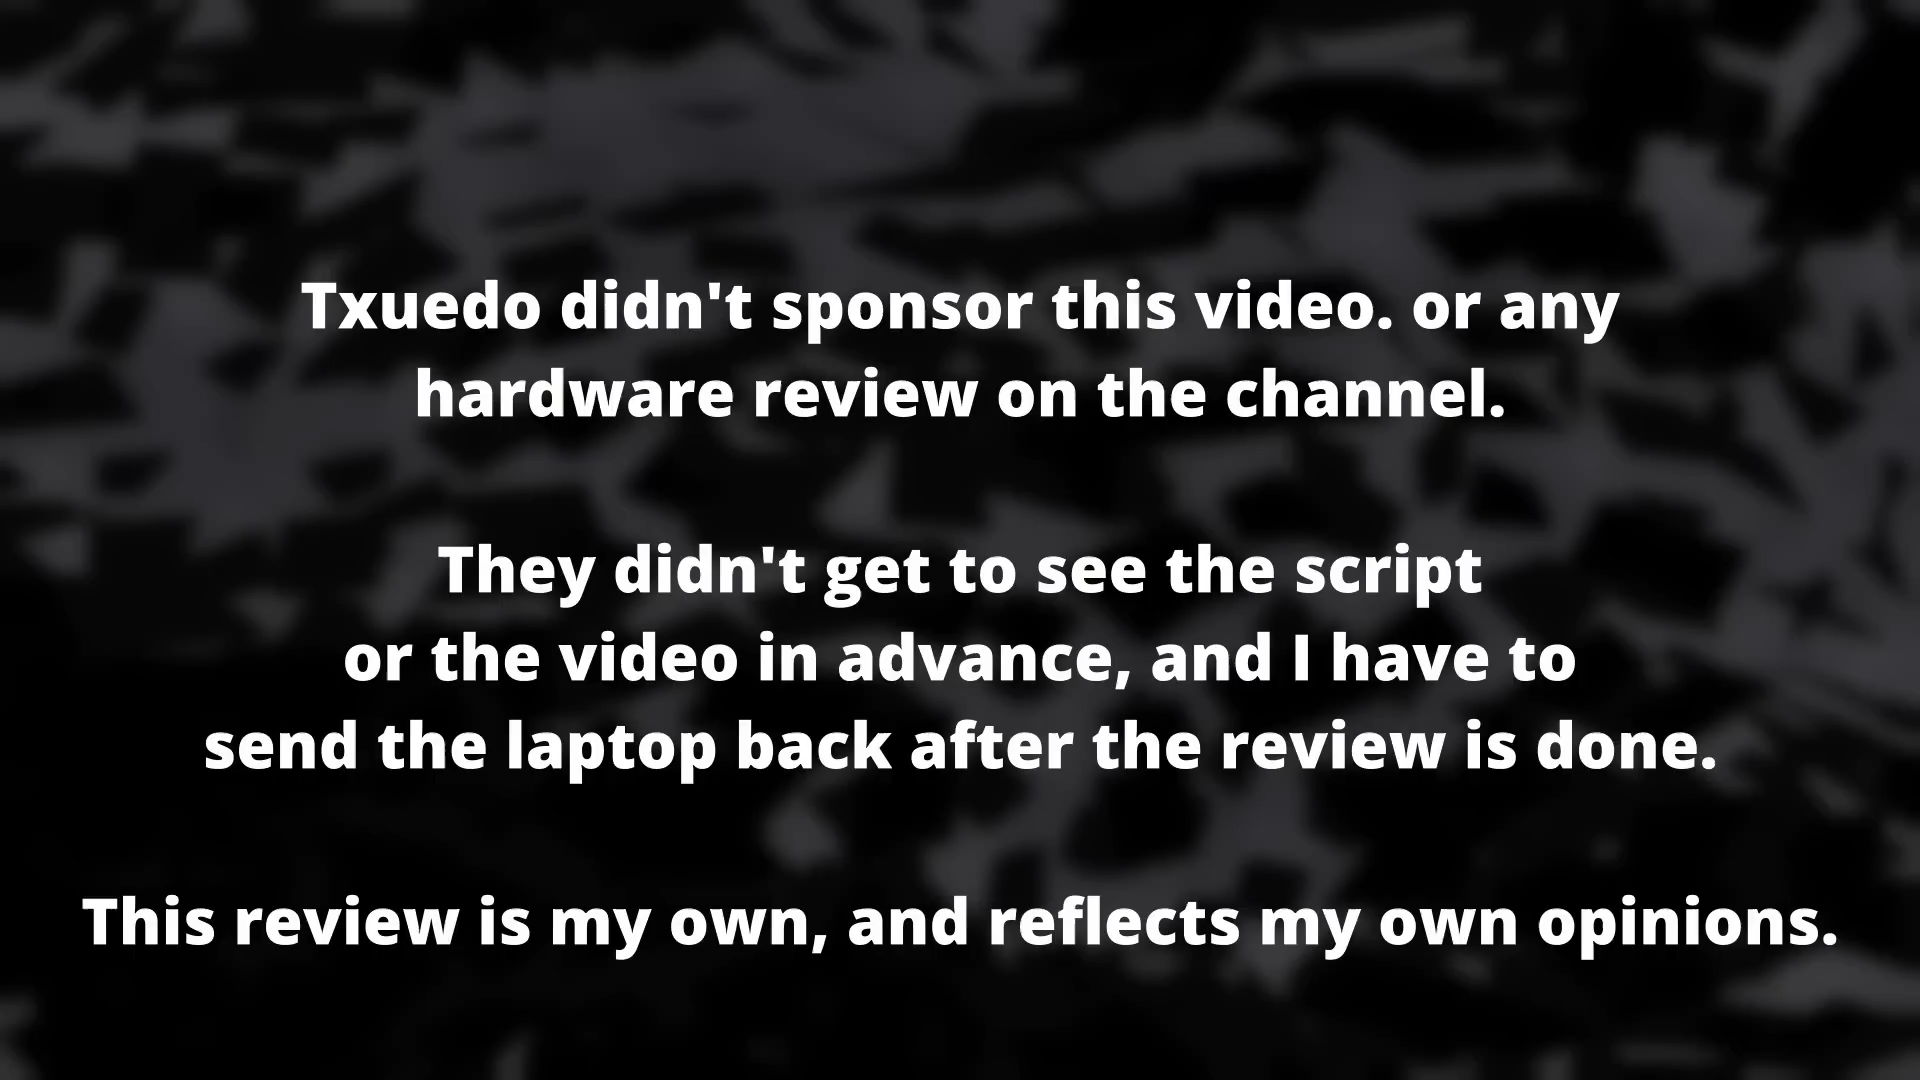 Txuedo didn't sponsor this video. or any
hardware review on the channel.
They didn't get to see the script
or the video in advance, and I have to
send the laptop back after the review is done.
This review is my own, and reflects my own opinions.